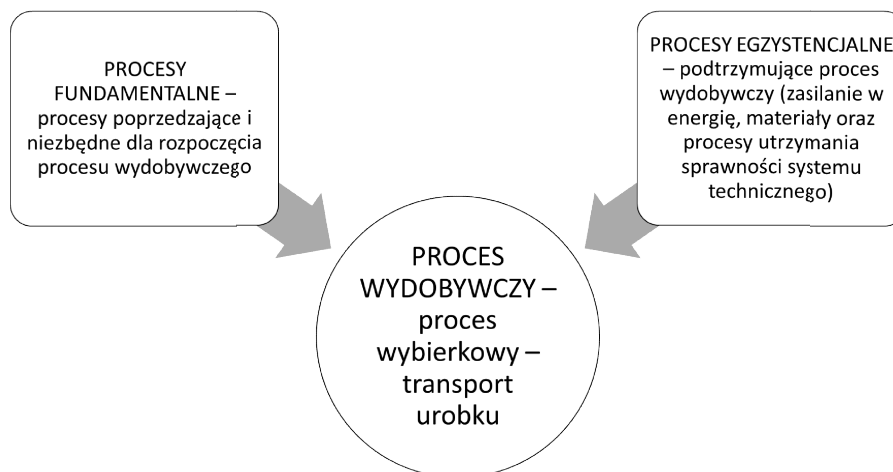 PROCESY
FUNDAMENTALNE –
procesy poprzedzające i
niezbędne dla rozpoczęcia
procesu wydobywczego
PROCESY EGZYSTENCJALNE
– podtrzymujące proces
wydobywczy (zasilanie w
energię, materiały oraz
procesy utrzymania
sprawności systemu
technicznego)
PROCES
WYDOBYWCZY –
proces
wybierkowy –
transport
urobku